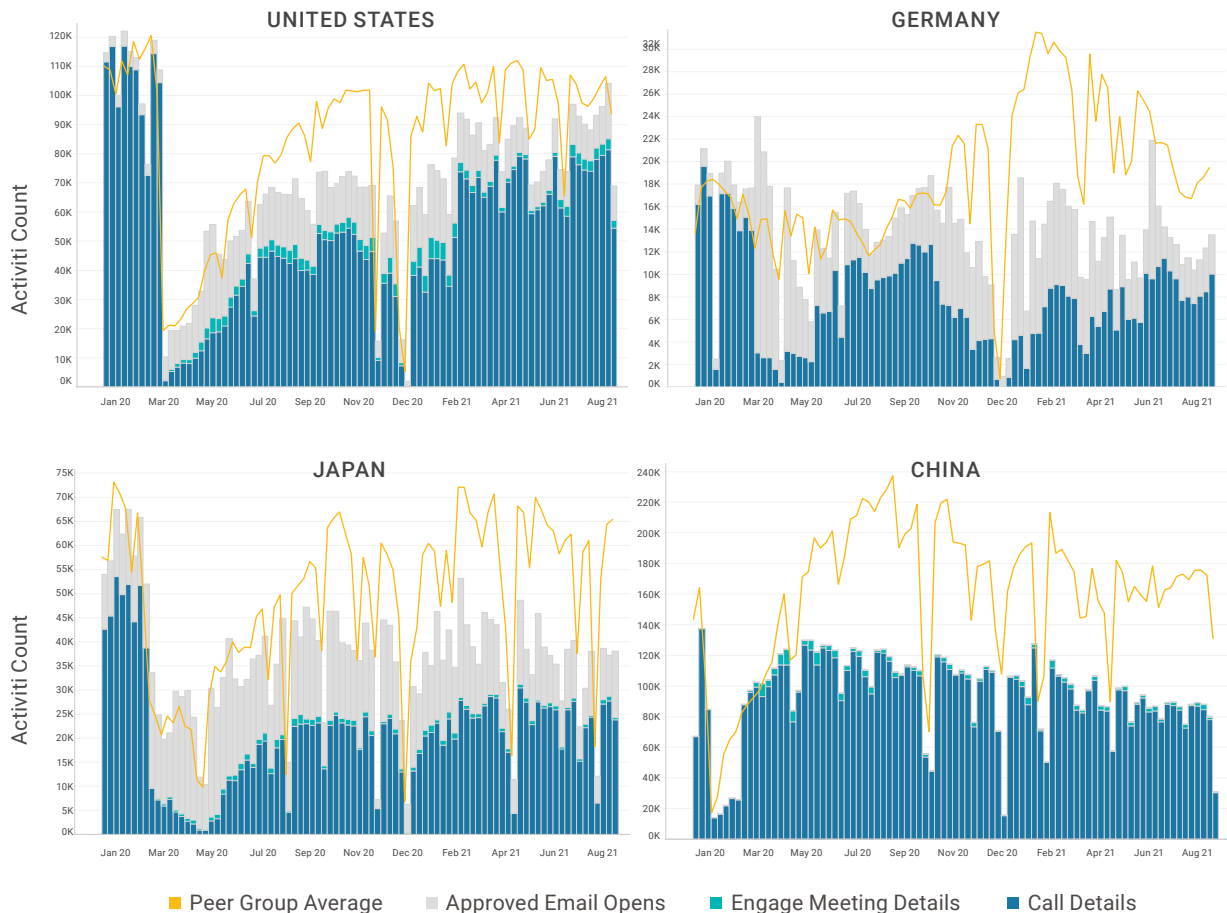 UNITED STATES
GERMANY
Activiti Count
120K
110K
100K
90K
80K
70K
60K
50K
40K
30K
20K
10K
0K
Jan 20 Mar 20 May 20 Jul 20 Sep 20 Nov 20 Dec 20 Feb 21 Apr 21 Jun 21 Aug 21
32K
30K
28K
26K
24K
22K
20K
18K
16K
14K
12K
10K
8K
6K
4K
2K
0K
Jan 20 Mar 20 May 20 Jul 20 Sep 20 Nov 20 Dec 20 Feb 21 Apr 21 Jun 21 Aug 21
JAPAN
CHINA
Activiti Count
75K
70K
65K
60K
55K
50K
45K
40K
35K
30K
25K
20K
15K
10K
5K
0K
Jan 20 Mar 20 May 20 Jul 20 Sep 20 Nov 20 Dec 20 Feb 21 Apr 21 Jun 21 Aug 21
240K
220K
200K
180K
160K
140K
120K
100K
80K
60K
40K
20K
0K
Jan 20 Mar 20 May 20 Jul 20 Sep 20 Nov 20 Dec 20 Feb 21 Apr 21 Jun 21 Aug 21
Peer Group Average Approved Email Opens Engage Meeting Details Call Details